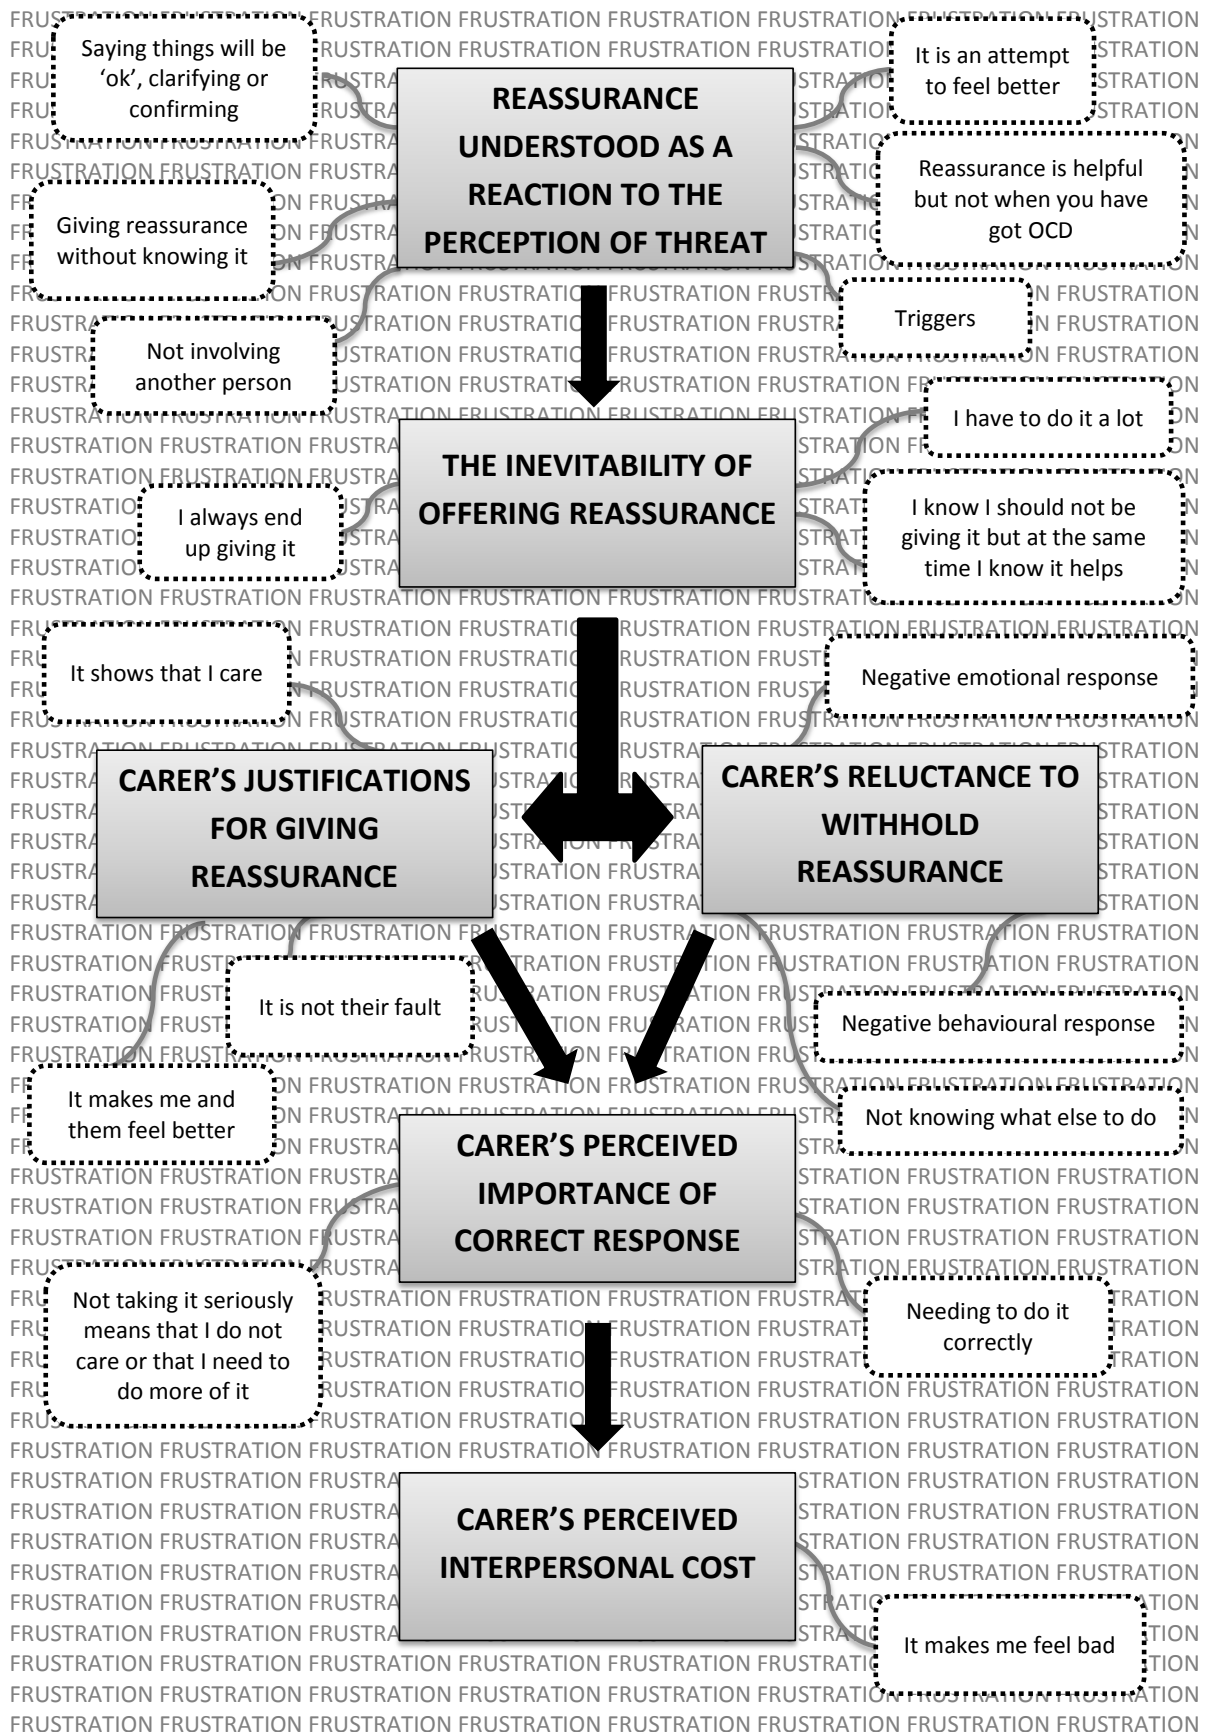 FRUSTRATION FRUSTRATION FRUSTRATION FRUSTRATION FRUSTRATION FRUSTRATION FRUSTRATION FRUSTRATION
Saying things will be
‘ok’, clarifying or
confirming
REASSURANCE
UNDERSTOOD AS A
REACTION TO THE
PERCEPTION OF THREAT
It is an attempt
to feel better
Reassurance is helpful
but not when you have
got OCD
Giving reassurance
without knowing it
Triggers
Not involving
another person
THE INEVITABILITY OF
OFFERING REASSURANCE
I have to do it a lot
I always end
up giving it
I know I should not be
giving it but at the same
time I know it helps
It shows that I care
Negative emotional response
CARER’S JUSTIFICATIONS
FOR GIVING
REASSURANCE
CARER’S RELUCTANCE TO
WITHHOLD
REASSURANCE
It is not their fault
Negative behavioural response
It makes me and
them feel better
Not knowing what else to do
CARER’S PERCEIVED
IMPORTANCE OF
CORRECT RESPONSE
Not taking it seriously
means that I do not
care or that I need to
do more of it
Needing to do it
correctly
CARER’S PERCEIVED
INTERPERSONAL COST
It makes me feel bad